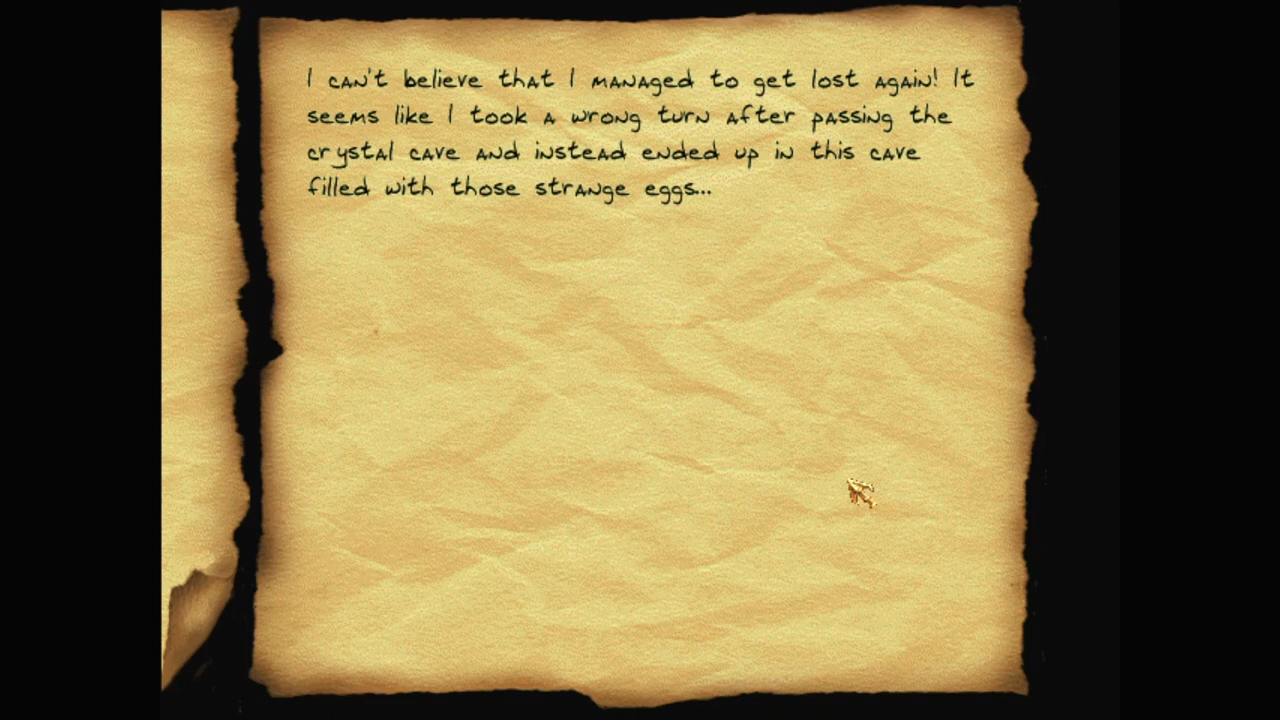 I can't believe that I managed to get lost again! It
seems like I took a wrong turn after passing the
crystal cave and instead ended up in this cave
filled with those strange eggs...